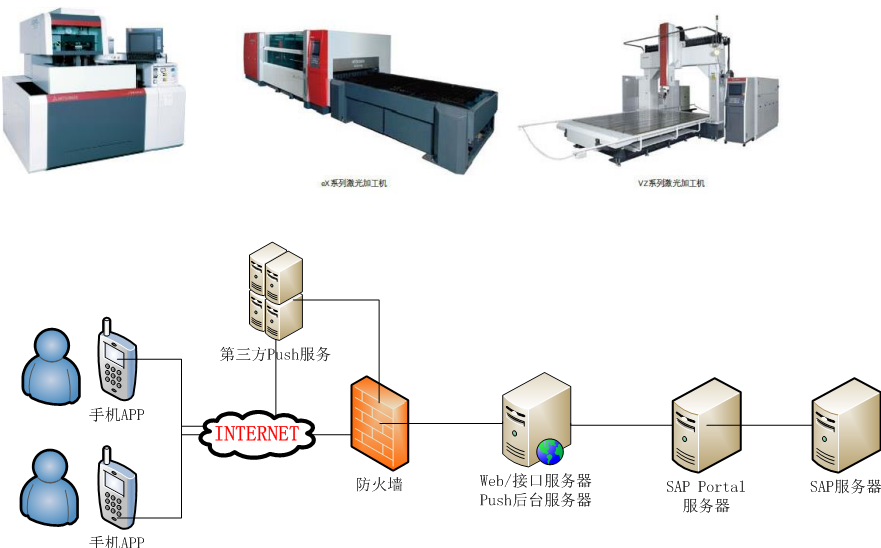 eX系列激光加工机
VZ系列激光加工机
第三方Push服务
手机APP
INTERNET
防火墙
Web/接口服务器
Push后台服务器
SAP Portal
服务器
SAP服务器
手机APP